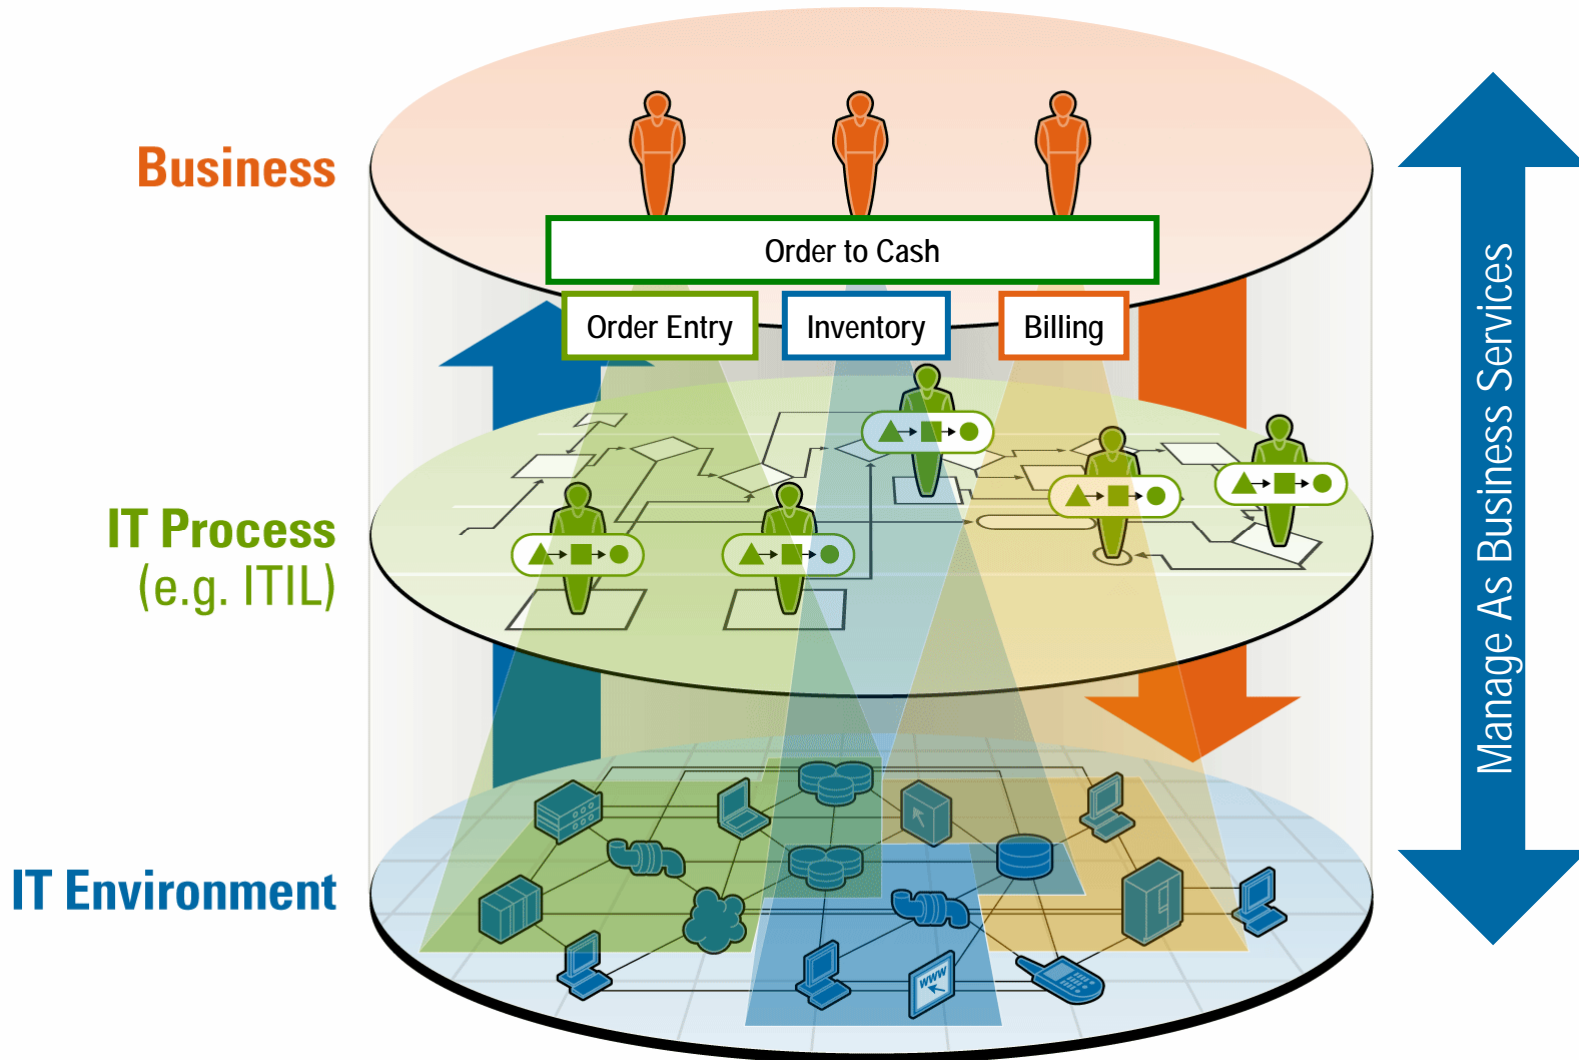 Business
Order to Cash
Order Entry
Inventory
Billing
IT Process
(e.g. ITIL)
IT Environment
www
Manage As Business Services